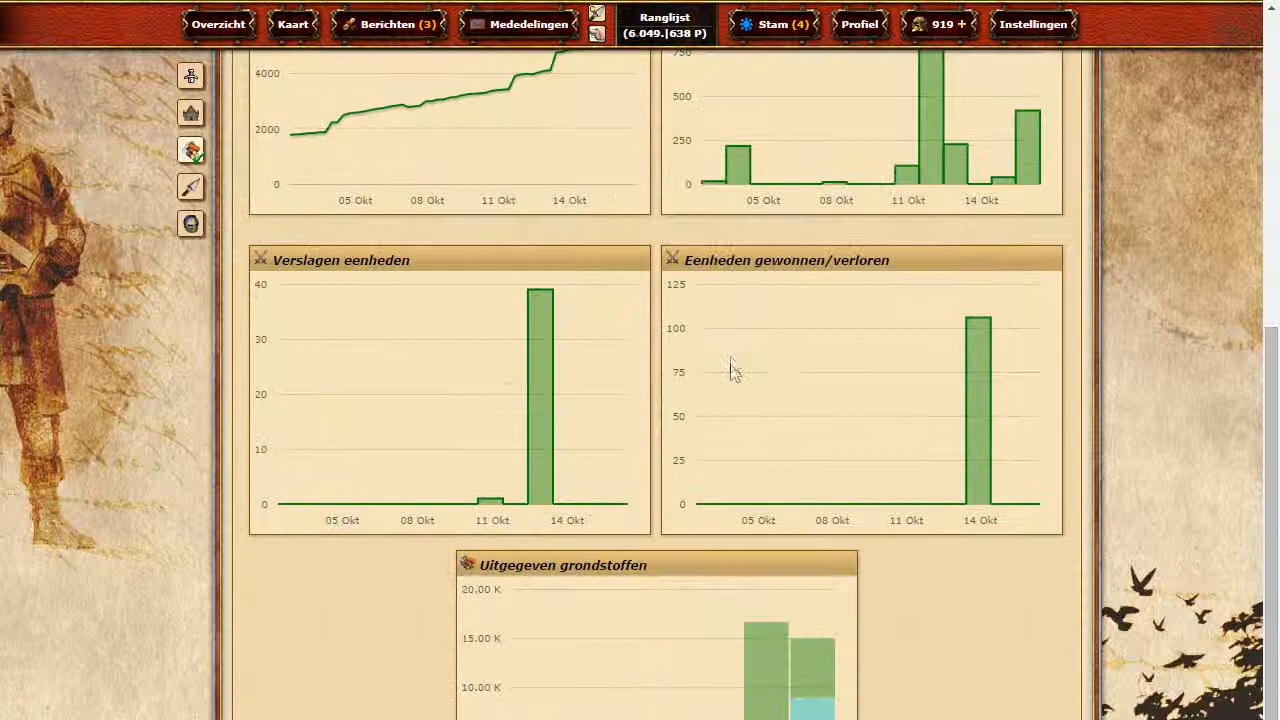 Overzicht Kaart Berichten (3) Mededelingen Ranglijst Stam (4) Profiel 919 + Instellingen
(6.049.|638 P)
4000
2000
0
05 Okt 08 Okt 11 Okt 14 Okt
750
500
250
0
05 Okt 08 Okt 11 Okt 14 Okt
Verslagen eenheden
40
30
20
10
0
05 Okt 08 Okt 11 Okt 14 Okt
Eenheden gewonnen/verloren
125
100
75
50
25
0
05 Okt 08 Okt 11 Okt 14 Okt
Uitgegeven grondstoffen
20.00 K
15.00 K
10.00 K